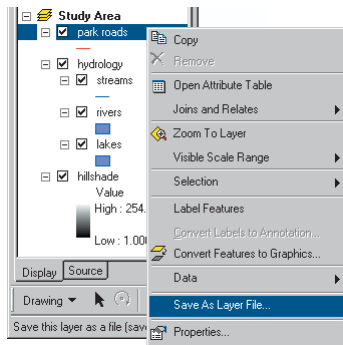 Study Area
park roads
hydrology
streams
rivers
lakes
hillshade
Value
High : 254.
Low : 1.00
Display Source
Drawing
Save this layer as a file (sav
Copy
Remove
Open Attribute Table
Joins and Relates
Zoom To Layer
Visible Scale Range
Selection
Label Features
Convert Labels to Annotation...
Convert Features to Graphics...
Data
Save As Layer File...
Properties...